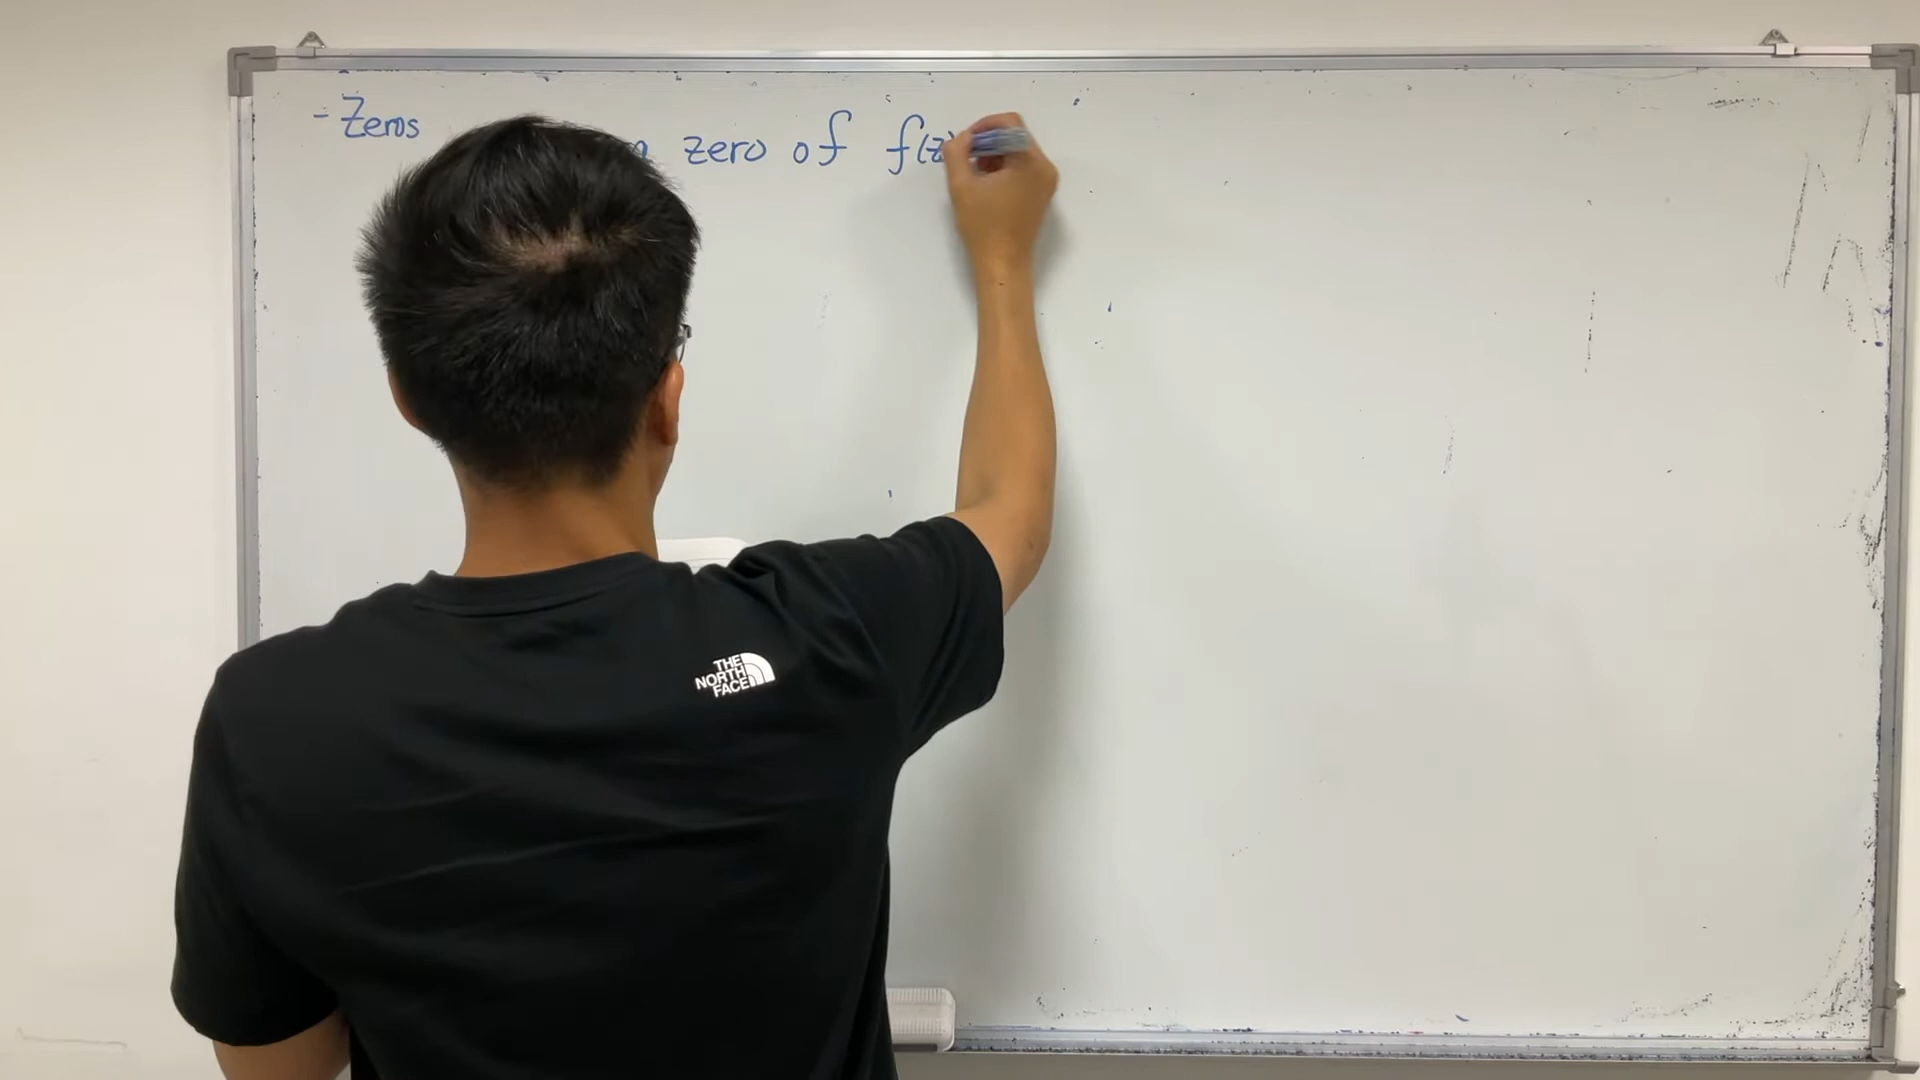 - Zeros
zero of f(z)
THE
NORTH
FACE